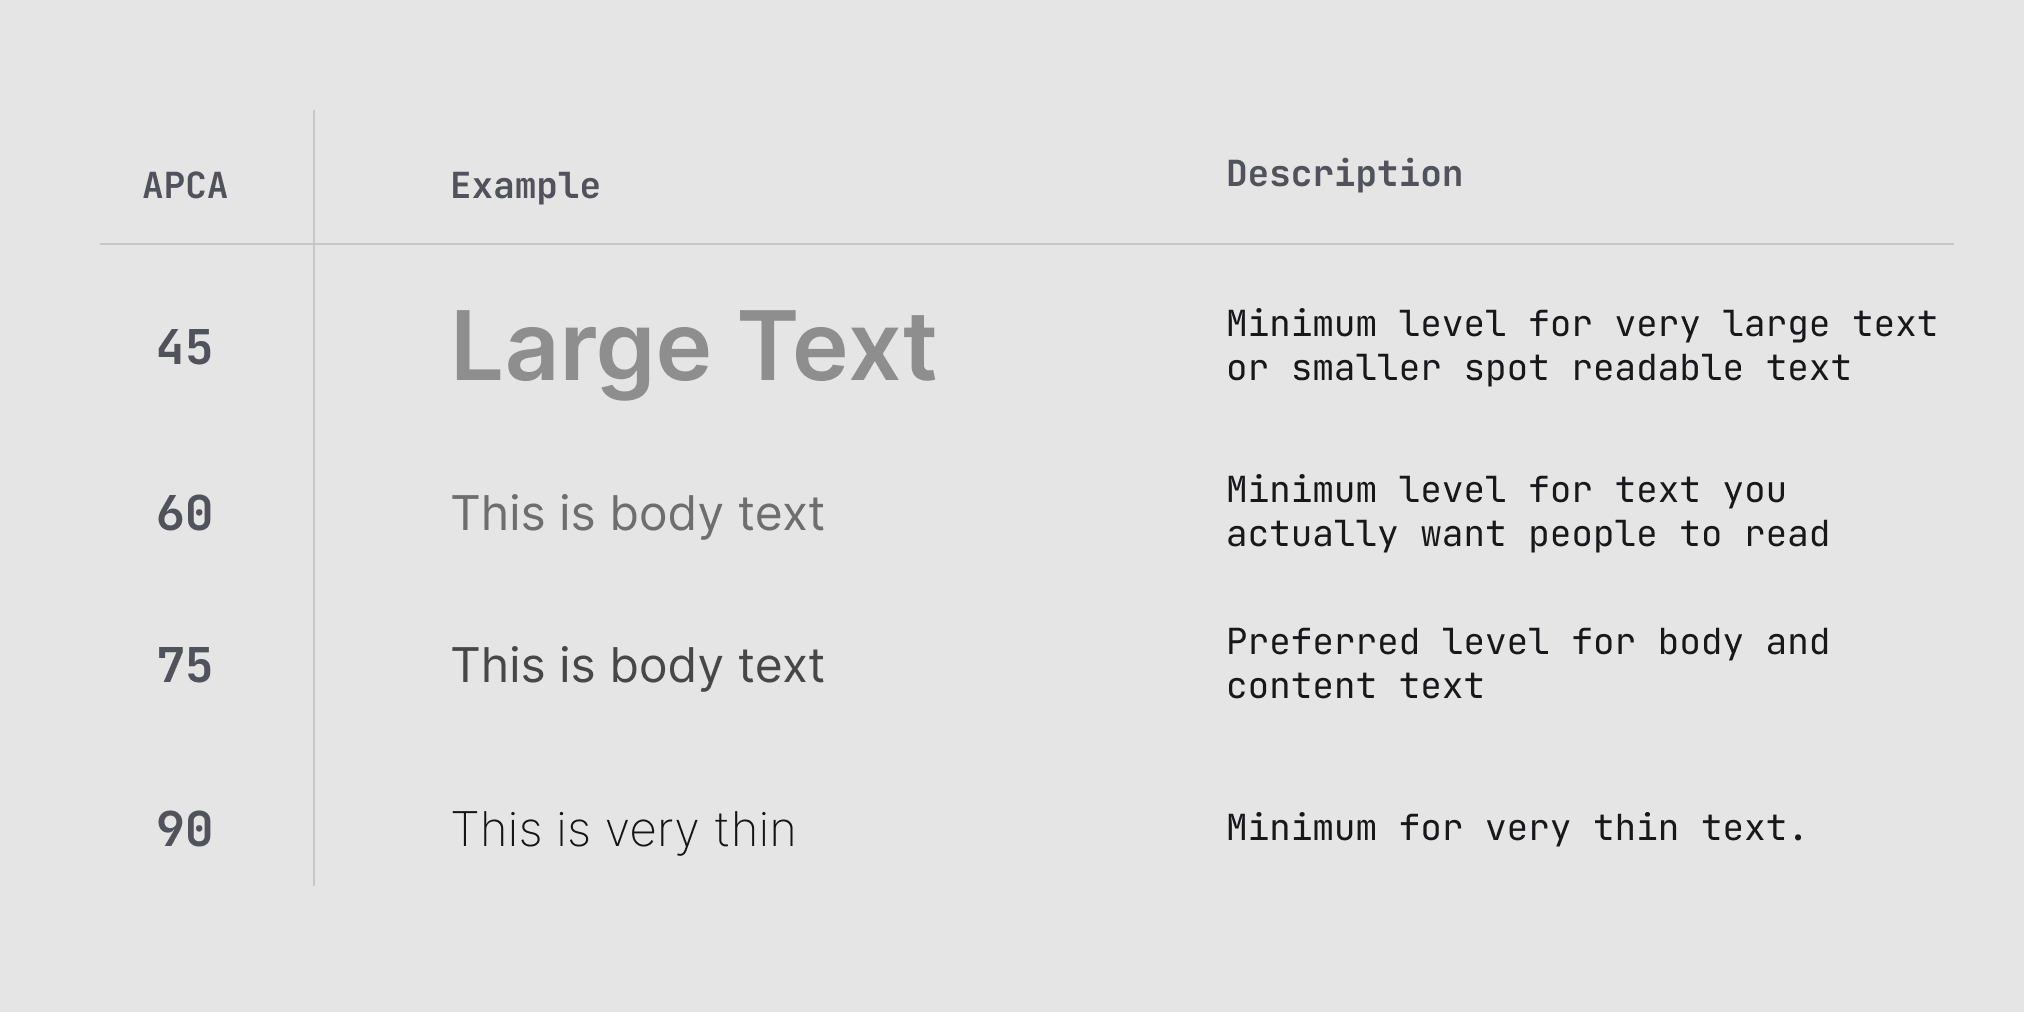 APCA Example Description
45 Large Text Minimum level for very large text
or smaller spot readable text
60 This is body text Minimum level for text you
actually want people to read
75 This is body text Preferred level for body and
content text
90 This is very thin Minimum for very thin text.